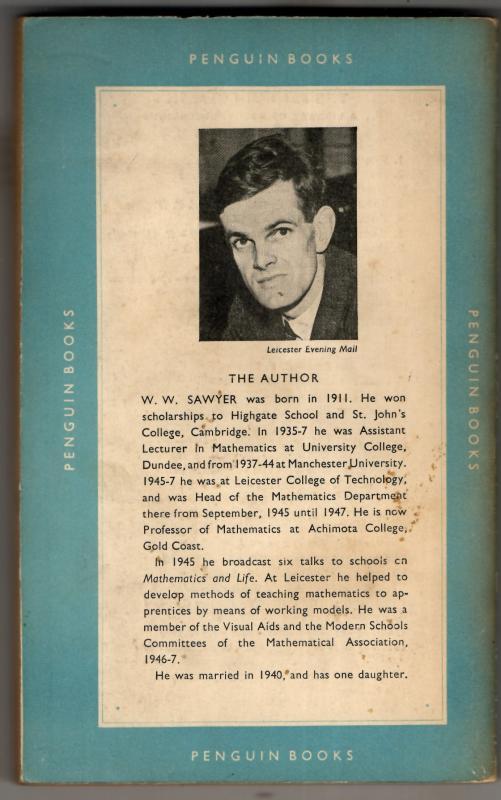 PENGUIN BOOKS
PENGUIN BOOKS
PENGUIN BOOKS
Leicester Evening Mail
THE AUTHOR
W. W. SAWYER was born in 1911. He won
scholarships to Highgate School and St. John's
College, Cambridge. In 1935-7 he was Assistant
Lecturer in Mathematics at University College,
Dundee, and from 1937-44 at Manchester University.
1945-7 he was at Leicester College of Technology,
and was Head of the Mathematics Department
there from September, 1945 until 1947. He is now
Professor of Mathematics at Achimota College,
Gold Coast.
In 1945 he broadcast six talks to schools on
Mathematics and Life. At Leicester he helped to
develop methods of teaching mathematics to ap-
prentices by means of working models. He was a
member of the Visual Aids and the Modern Schools
Committees of the Mathematical Association,
1946-7.
He was married in 1940, and has one daughter.
PENGUIN BOOKS